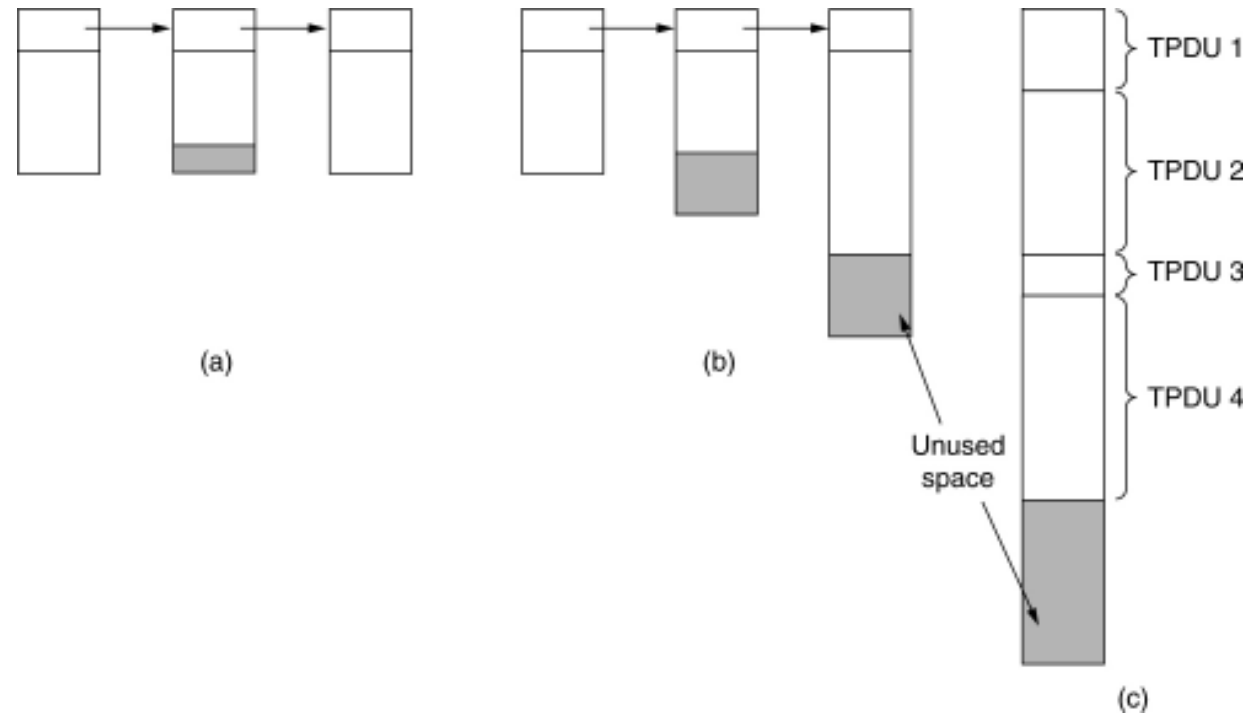 TPDU 1
TPDU 2
TPDU 3
(a)
(b)
TPDU 4
Unused
space
(c)